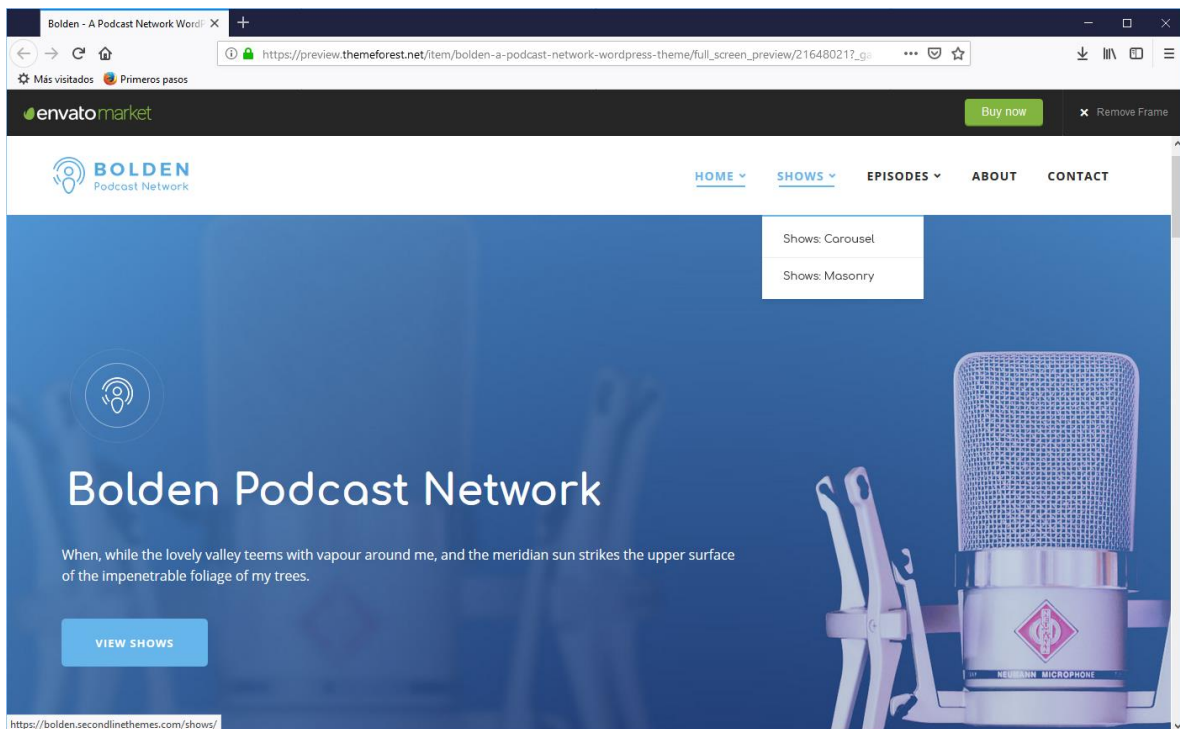 Bolden - A Podcast Network WordP
https://preview.themeforest.net/item/bolden-a-podcast-network-wordpress-theme/full_screen_preview/21648021?_ga
Más visitados Primeros pasos
envatomarket Buy now Remove Frame
BOLDEN
Podcast Network
HOME SHOWS EPISODES ABOUT CONTACT
Shows: Carousel
Shows: Masonry
Bolden Podcast Network
When, while the lovely valley teems with vapour around me, and the meridian sun strikes the upper surface
of the impenetrable foliage of my trees.
VIEW SHOWS
NEUMANN MICROPHONE
https://bolden.secondlinethemes.com/shows/